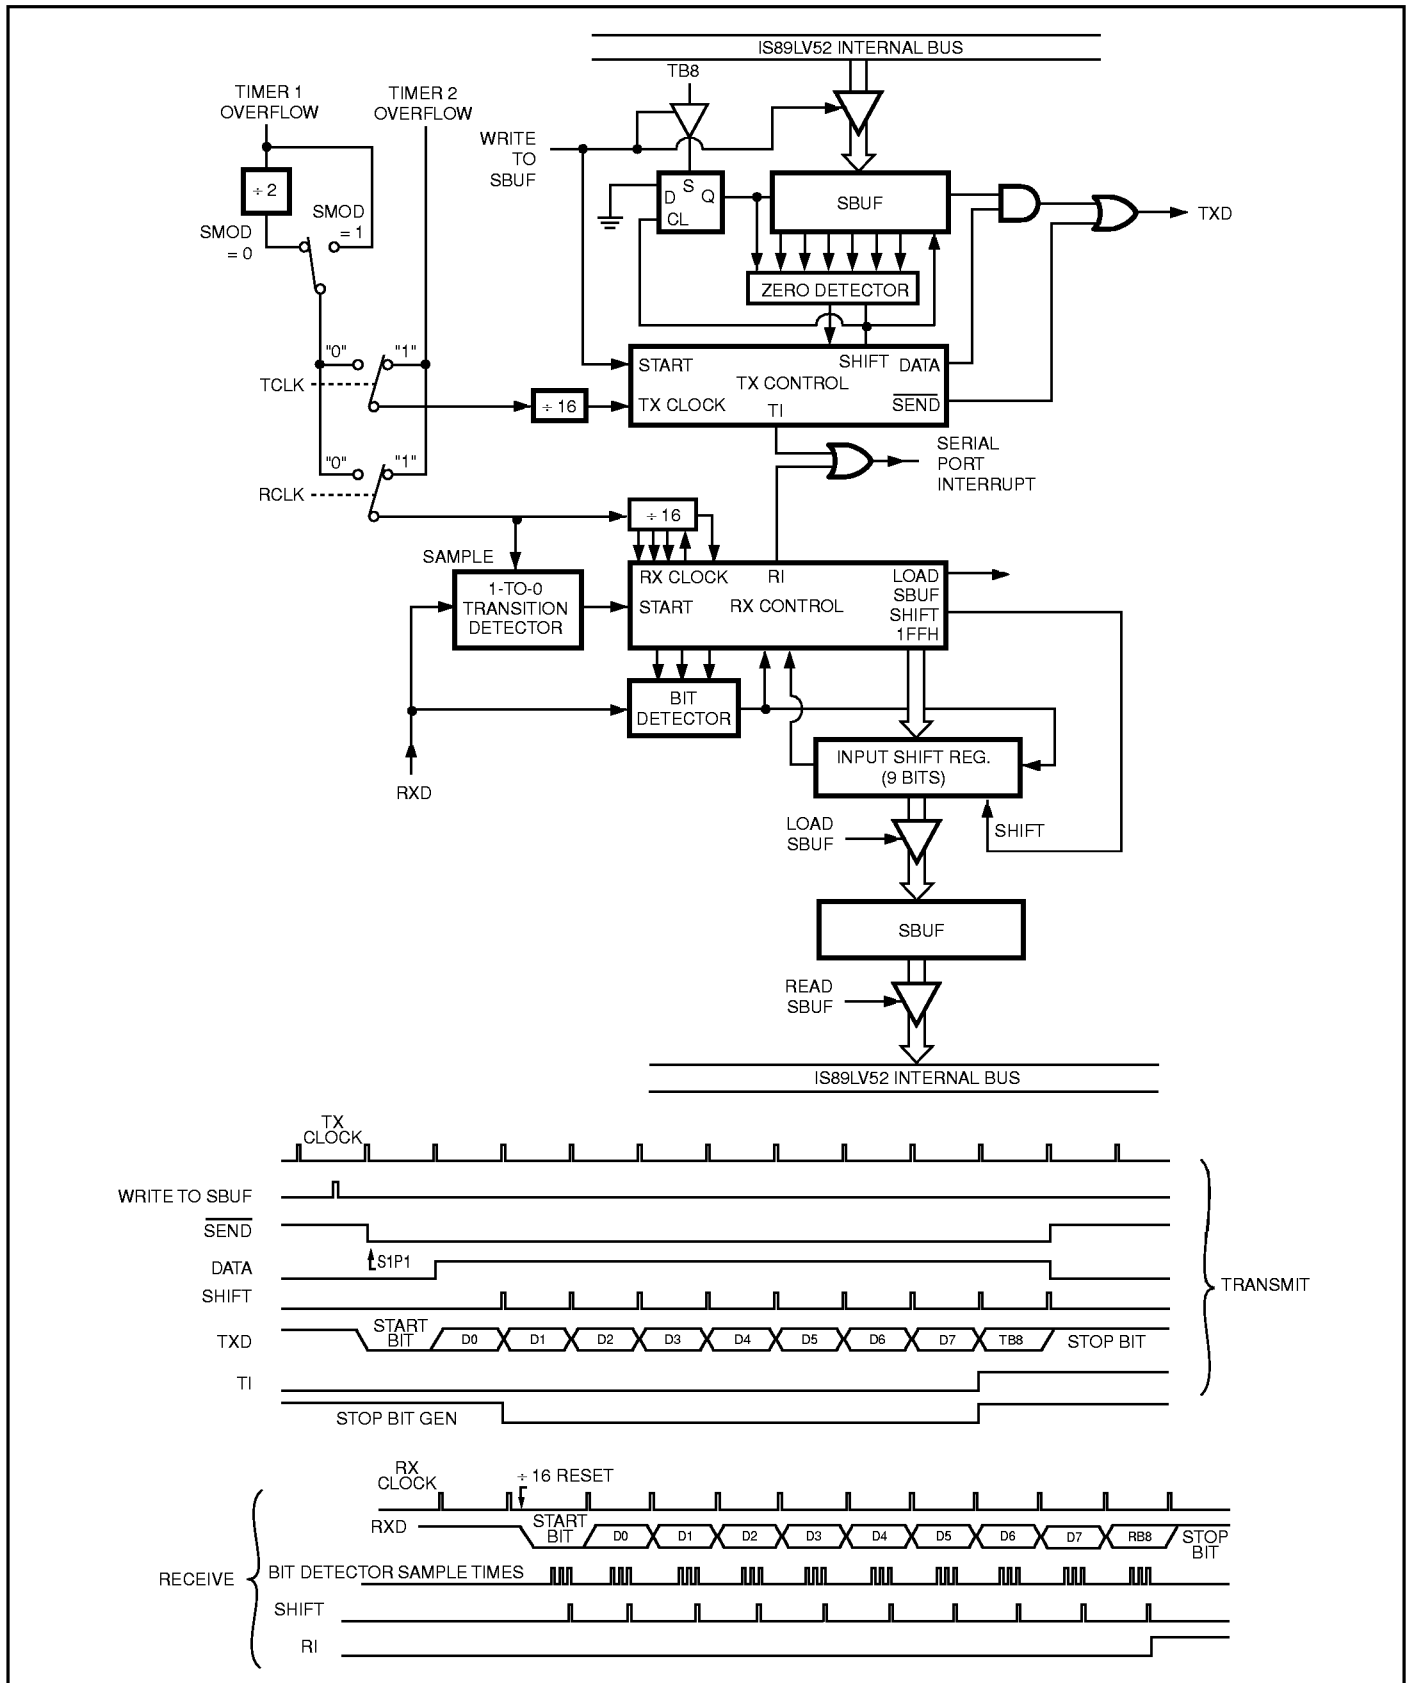 IS89LV52 INTERNAL BUS
TB8
TIMER 1
OVERFLOW
TIMER 2
OVERFLOW
WRITE
TO
SBUF
÷ 2
SMOD
= 1
SMOD
= 0
S
D
Q
CL
SBUF
TXD
ZERO DETECTOR
"0"
"1"
TCLK
÷ 16
START
SHIFT
DATA
TX CONTROL
TX CLOCK
TI
SEND
SERIAL
PORT
INTERRUPT
"0"
"1"
RCLK
÷ 16
SAMPLE
1-TO-0
TRANSITION
DETECTOR
RX CLOCK
RI
LOAD
SBUF
START
RX CONTROL
SHIFT
1FFH
BIT
DETECTOR
RXD
INPUT SHIFT REG.
(9 BITS)
LOAD
SBUF
SHIFT
SBUF
READ
SBUF
IS89LV52 INTERNAL BUS
TX
CLOCK
WRITE TO SBUF
SEND
S1P1
DATA
SHIFT
TRANSMIT
TXD
START
BIT
D0
D1
D2
D3
D4
D5
D6
D7
TB8
STOP BIT
TI
STOP BIT GEN
RX
CLOCK
÷ 16 RESET
RXD
START
BIT
D0
D1
D2
D3
D4
D5
D6
D7
RB8
STOP
BIT
RECEIVE
BIT DETECTOR SAMPLE TIMES
SHIFT
RI